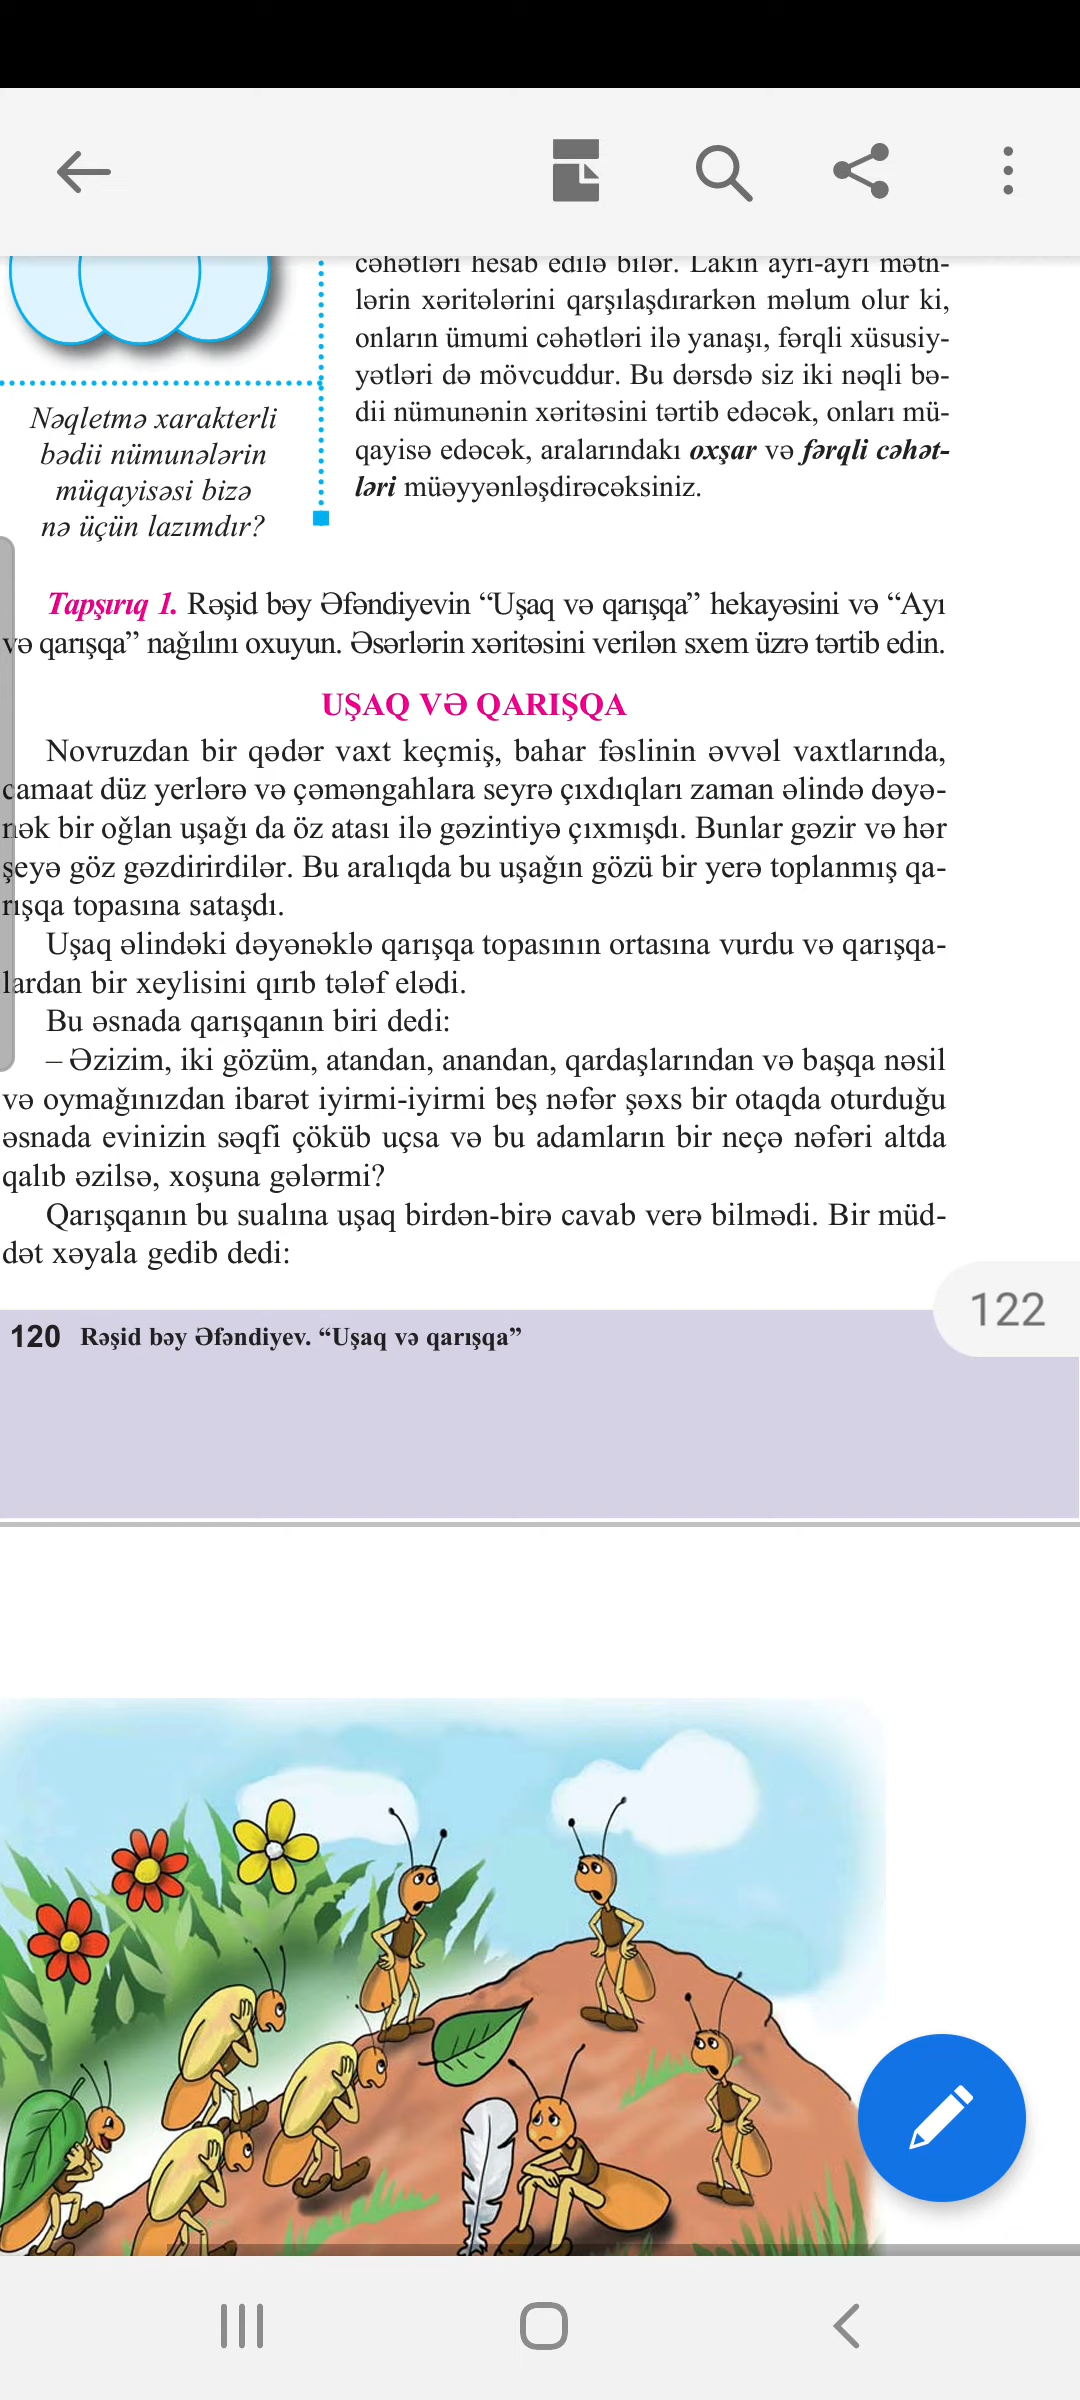 cəhətləri hesab edilə bilər. Lakin ayrı-ayrı mətn-
lərin xəritələrini qarşılaşdırarkən məlum olur ki,
onların ümumi cəhətləri ilə yanaşı, fərqli xüsusiy-
yətləri də mövcuddur. Bu dərsdə siz iki nəqli bə-
dii nümunənin xəritəsini tərtib edəcək, onları mü-
qayisə edəcək, aralarındakı oxşar və fərqli cəhət-
ləri müəyyənləşdirəcəksiniz.
Nəqletmə xarakterli
bədii nümunələrin
müqayisəsi bizə
nə üçün lazımdır?
Tapşırıq 1. Rəşid bəy Əfəndiyevin “Uşaq və qarışqa” hekayəsini və “Ayı
və qarışqa” nağılını oxuyun. Əsərlərin xəritəsini verilən sxem üzrə tərtib edin.
UŞAQ VƏ QARIŞQA
Novruzdan bir qədər vaxt keçmiş, bahar fəslinin əvvəl vaxtlarında,
camaat düz yerlərə və çəməngahlara seyrə çıxdıqları zaman əlində dəyə-
nək bir oğlan uşağı da öz atası ilə gəzintiyə çıxmışdı. Bunlar gəzir və hər
şeyə göz gəzdirirdilər. Bu aralıqda bu uşağın gözü bir yerə toplanmış qa-
rışqa topasına sataşdı.
Uşaq əlindəki dəyənəklə qarışqa topasının ortasına vurdu və qarışqa-
lardan bir xeylisini qırıb tələf elədi.
Bu əsnada qarışqanın biri dedi:
– Əzizim, iki gözüm, atandan, anandan, qardaşlarından və başqa nəsil
və oymağınızdan ibarət iyirmi-iyirmi beş nəfər şəxs bir otaqda oturduğu
əsnada evinizin səqfi çöküb uçsa və bu adamların bir neçə nəfəri altda
qalıb əzilsə, xoşuna gələrmi?
Qarışqanın bu sualına uşaq birdən-birə cavab verə bilmədi. Bir müd-
dət xəyala gedib dedi:
122
120 Rəşid bəy Əfəndiyev. “Uşaq və qarışqa”